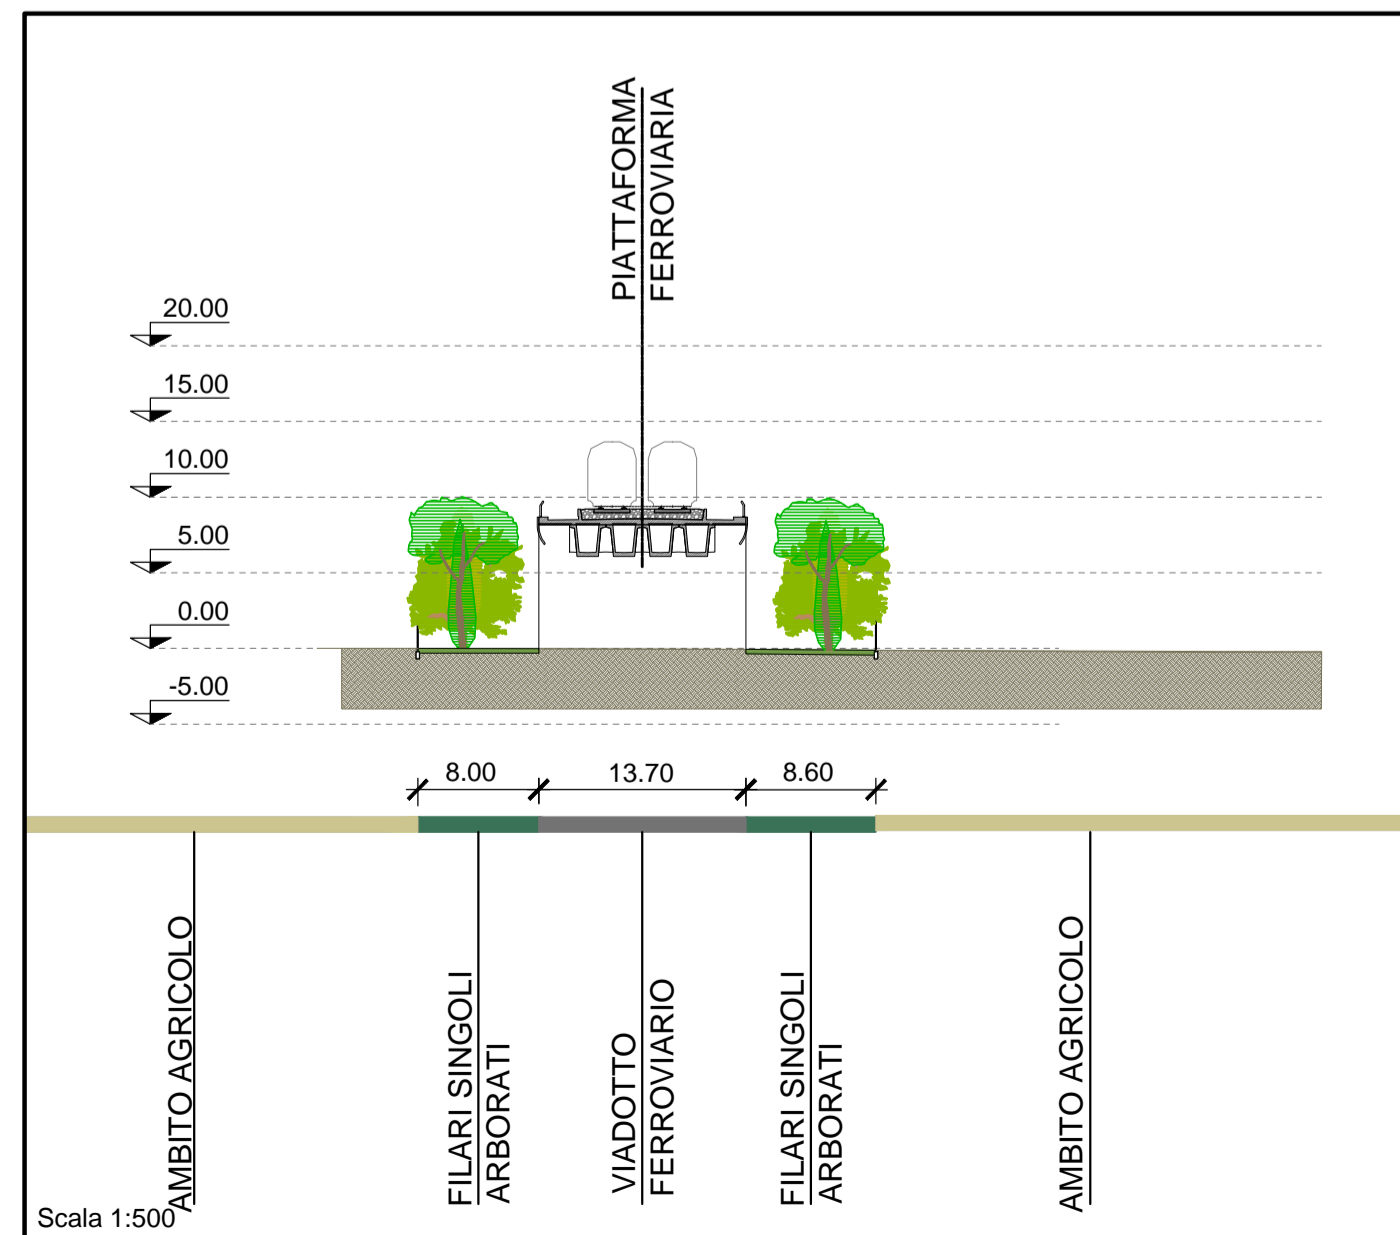 PIATTAFORMA
FERROVIARIA
20.00
15.00
10.00
5.00
0.00
-5.00
8.00
13.70
8.60
AMBITO AGRICOLO
FILARI SINGOLI
ARBORATI
VIADOTTO
FERROVIARIO
FILARI SINGOLI
ARBORATI
AMBITO AGRICOLO
Scala 1:500